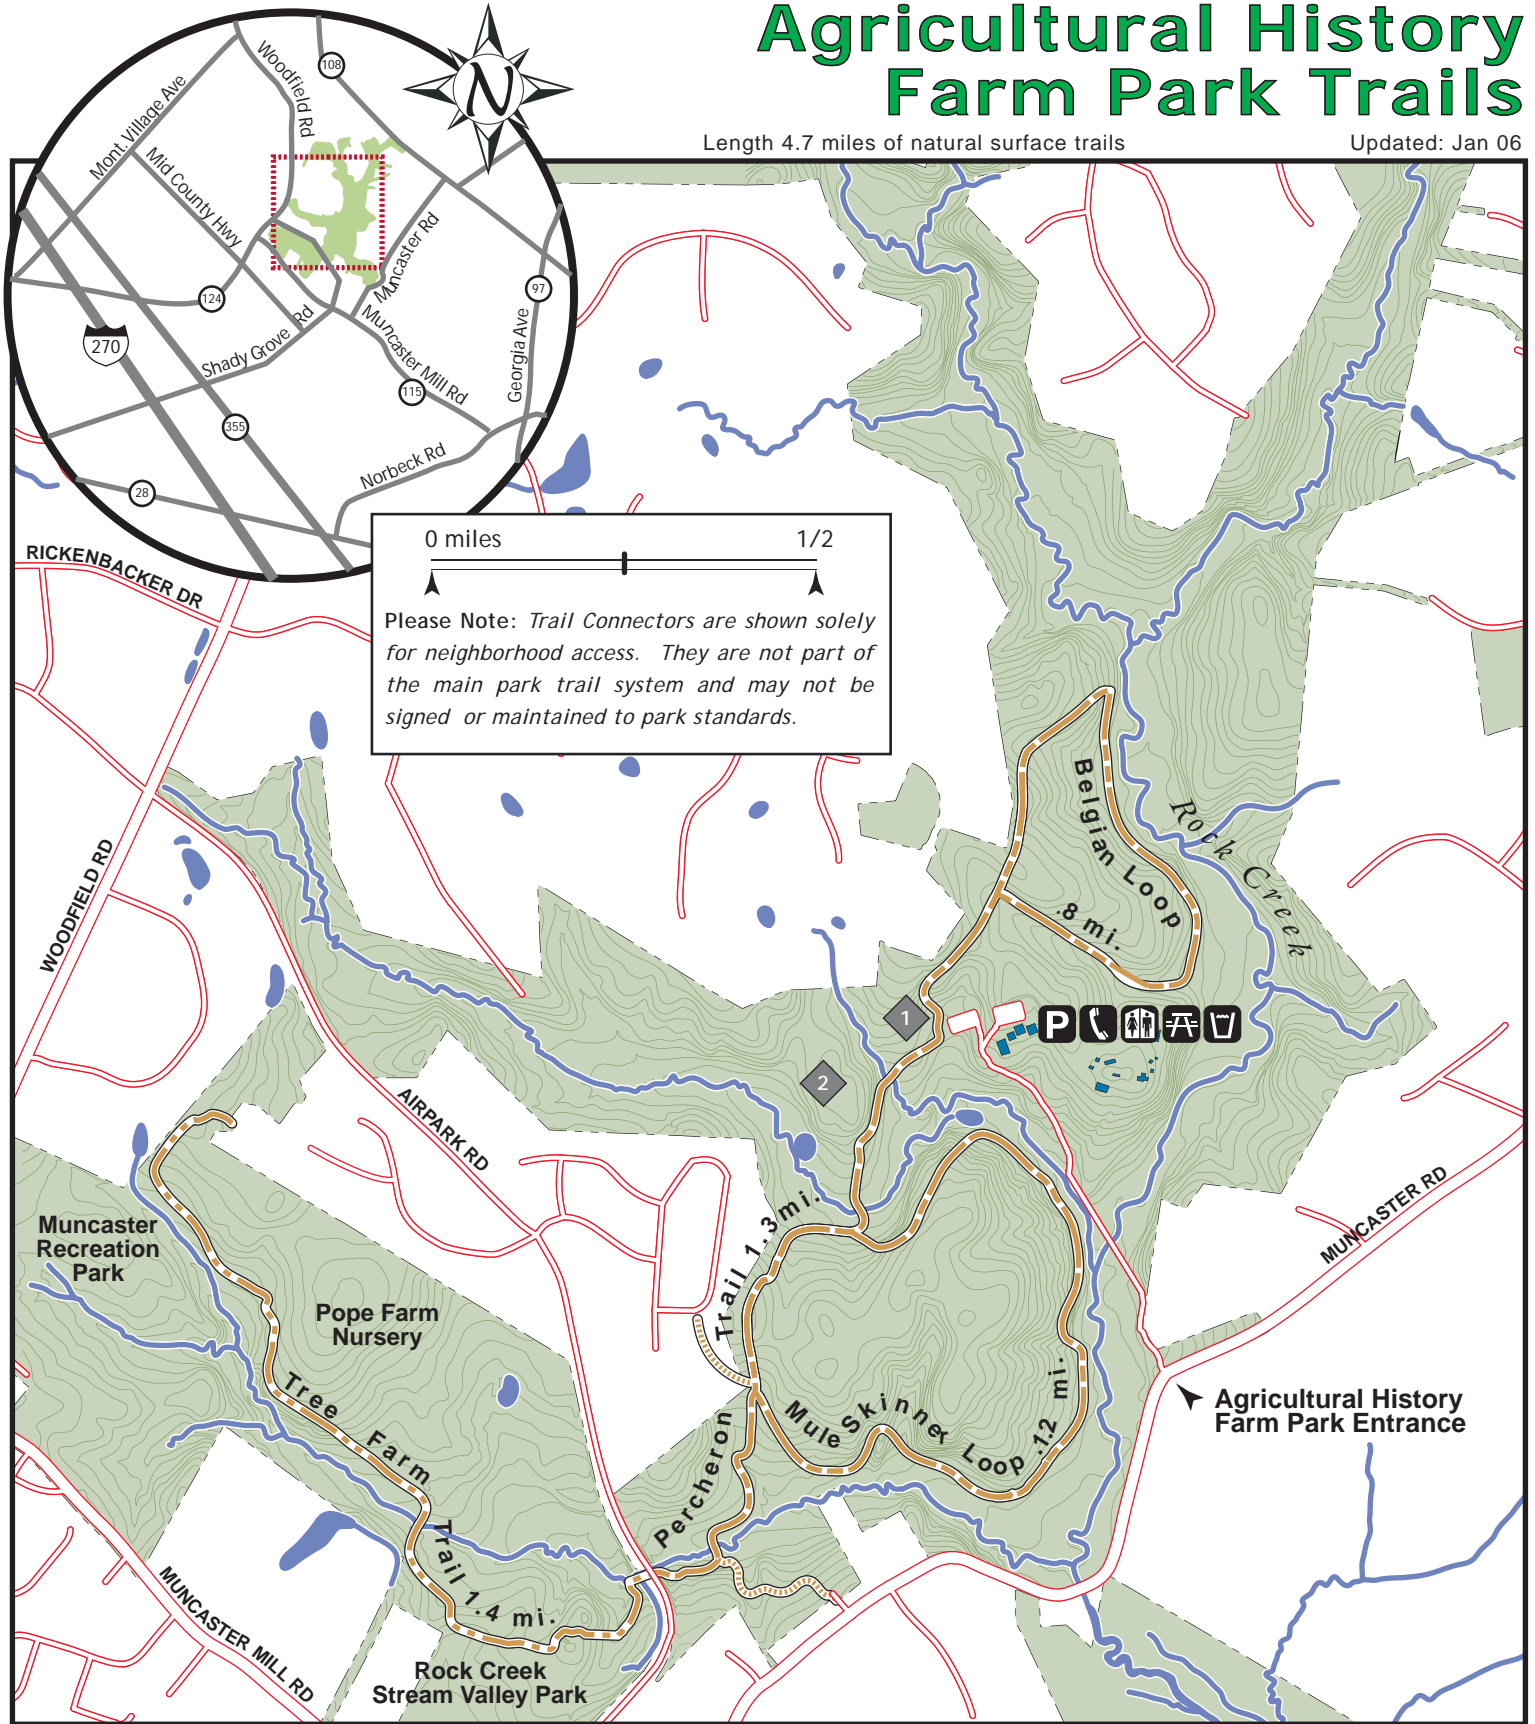 Agricultural History
Farm Park Trails
Length 4.7 miles of natural surface trails
Updated: Jan 06
N
Woodfield Rd
108
Mont. Village Ave
Mid County Hwy
Muncaster Rd
124
97
270
Shady Grove Rd
Muncaster Mill Rd
Georgia Ave
115
355
Norbeck Rd
28
0 miles
1/2
Please Note: Trail Connectors are shown solely
for neighborhood access. They are not part of
the main park trail system and may not be
signed or maintained to park standards.
RICKENBACKER DR
WOODFIELD RD
Belgian Loop
.8 mi.
Rock Creek
1
P
2
AIRPARK RD
MUNCASTER RD
Muncaster
Recreation
Park
Pope Farm
Nursery
Percheron Trail 1.3 mi.
Mule Skinner Loop .12 mi.
Agricultural History
Farm Park Entrance
Tree Farm Trail 1.4 mi.
MUNCASTER MILL RD
Rock Creek
Stream Valley Park